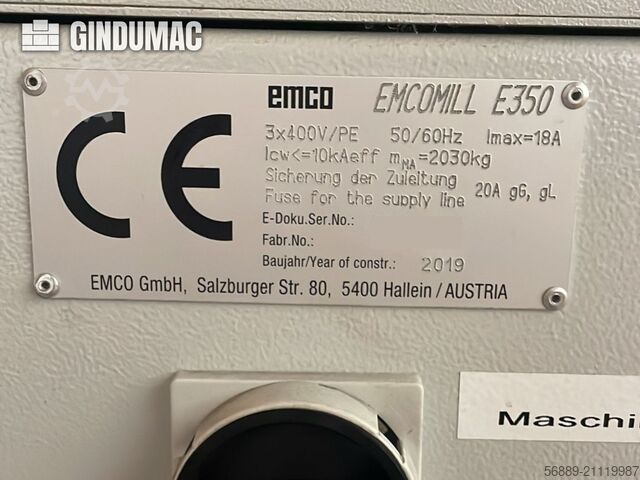 GINDUMAC
emco EMCOMILL E350
3x400V/PE 50/60Hz Imax=18A
Icw<=10kAeff mNA=2030kg
Sicherung der Zuleitung
Fuse for the supply line 20A gG, gL
CE
E-Doku.Ser.No.:
Fabr.No.:
Baujahr/Year of constr.: 2019
EMCO GmbH, Salzburger Str. 80, 5400 Hallein/AUSTRIA
Maschi
56889-21119987